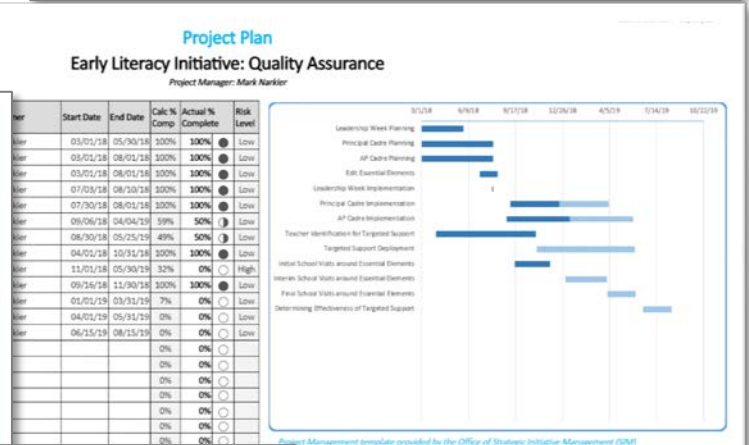 Project Plan
Early Literacy Initiative: Quality Assurance
Project Manager: Mark Narkier
ner Start Date End Date Calc % Comp Actual % Complete Risk Level
kier 03/01/18 05/30/18 100% 100% Low
kier 03/01/18 08/01/18 100% 100% Low
kier 03/01/18 08/01/18 100% 100% Low
kier 07/03/18 08/10/18 100% 100% Low
kier 07/30/18 08/01/18 100% 100% Low
kier 09/06/18 04/04/19 59% 50% Low
kier 08/30/18 05/25/19 49% 50% Low
kier 04/01/18 10/31/18 100% 100% Low
kier 11/01/18 05/30/19 32% 0% High
kier 09/16/18 11/30/18 100% 100% Low
kier 01/01/19 03/31/19 7% 0% Low
kier 04/01/19 05/31/19 0% 0% Low
kier 06/15/19 08/15/19 0% 0% Low
0% 0%
0% 0%
0% 0%
0% 0%
0% 0%
0% 0%
0% 0%
3/1/18 6/9/18 9/17/18 12/26/18 4/5/19 7/14/19 10/22/19
Leadership Week Planning
Principal Cadre Planning
AP Cadre Planning
Edit Essential Elements
Leadership Week Implementation
Principal Cadre Implementation
AP Cadre Implementation
Teacher Identification for Targeted Support
Targeted Support Deployment
Initial School Visits around Essential Elements
Interim School Visits around Essential Elements
Final School Visits around Essential Elements
Determining Effectiveness of Targeted Support
Project Management template provided by the Office of Strategic Initiative Management (SIM)